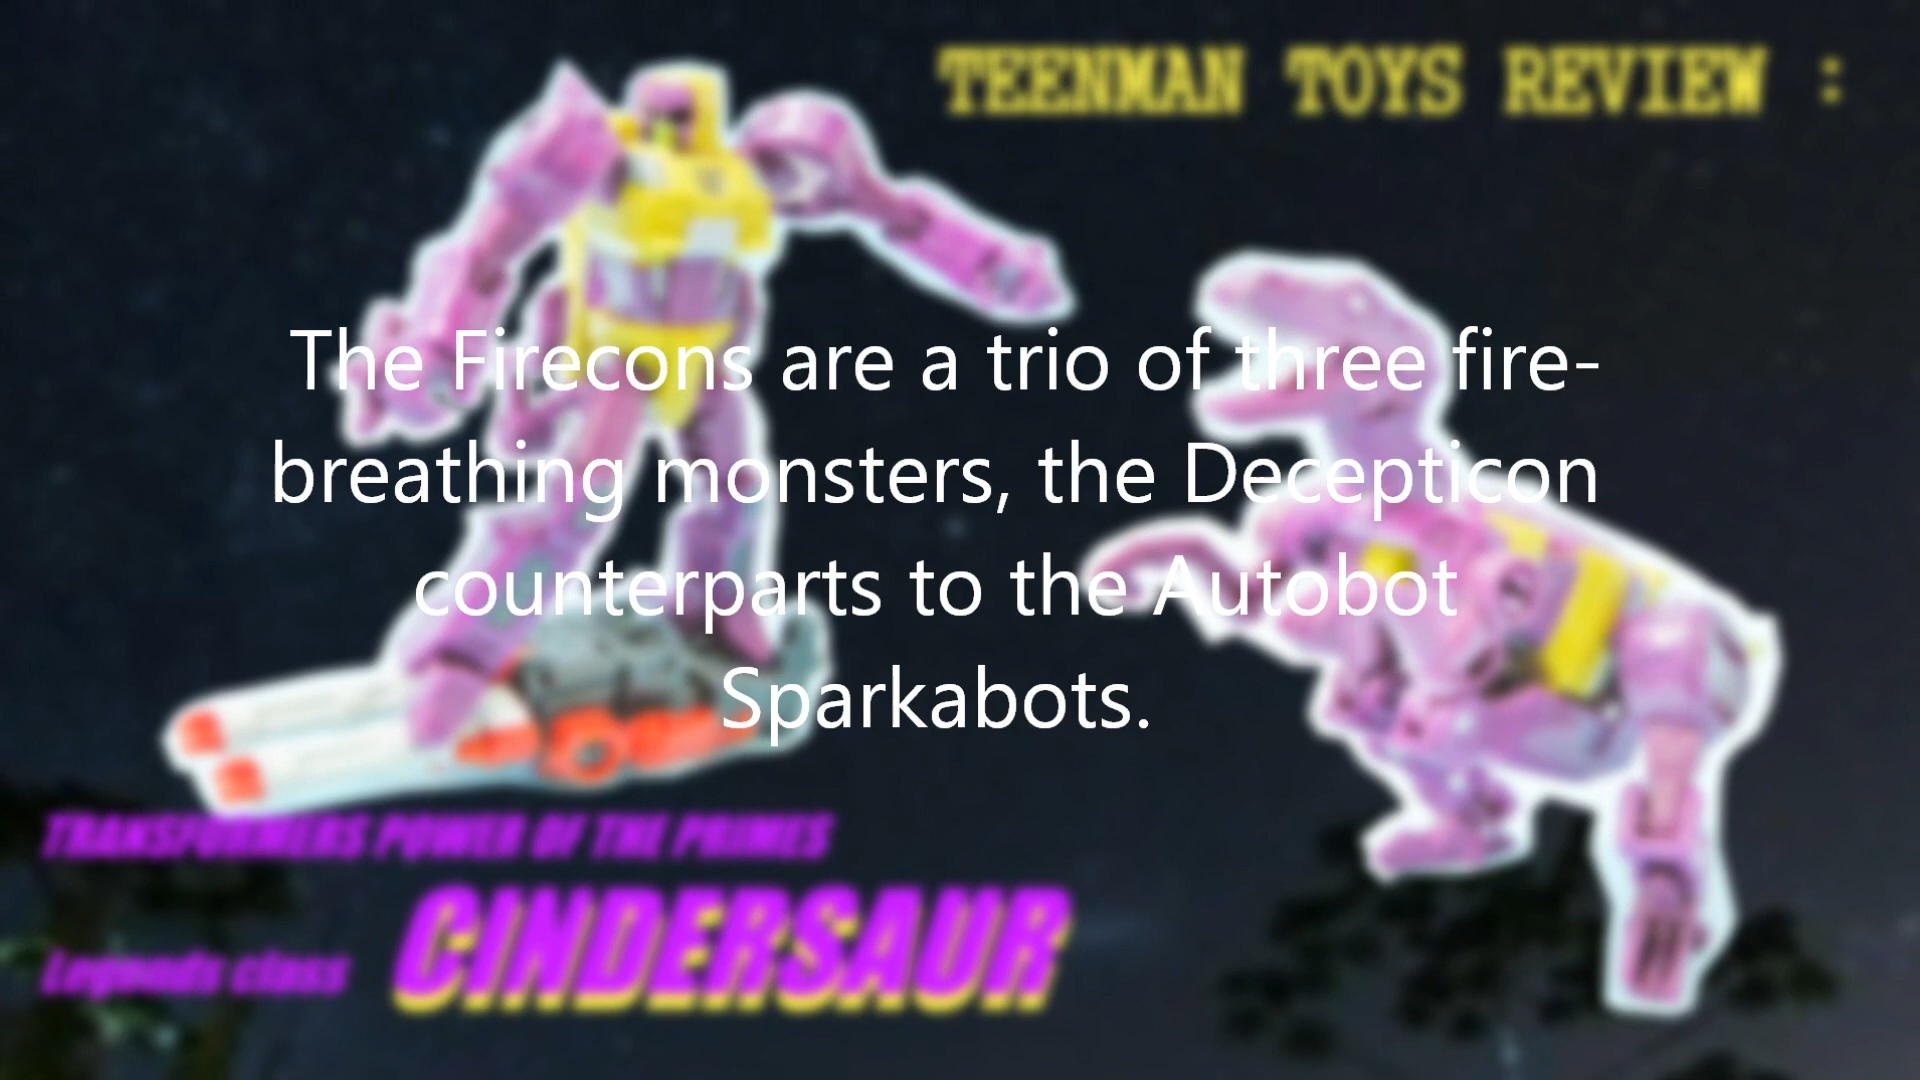 TEENMAN TOYS REVIEW :
The Firecons are a trio of three fire-
breathing monsters, the Decepticon
counterparts to the Autobot
Sparkabots.
TRANSFORMERS POWER OF THE PRIMES
Legends class CINDERSAUR